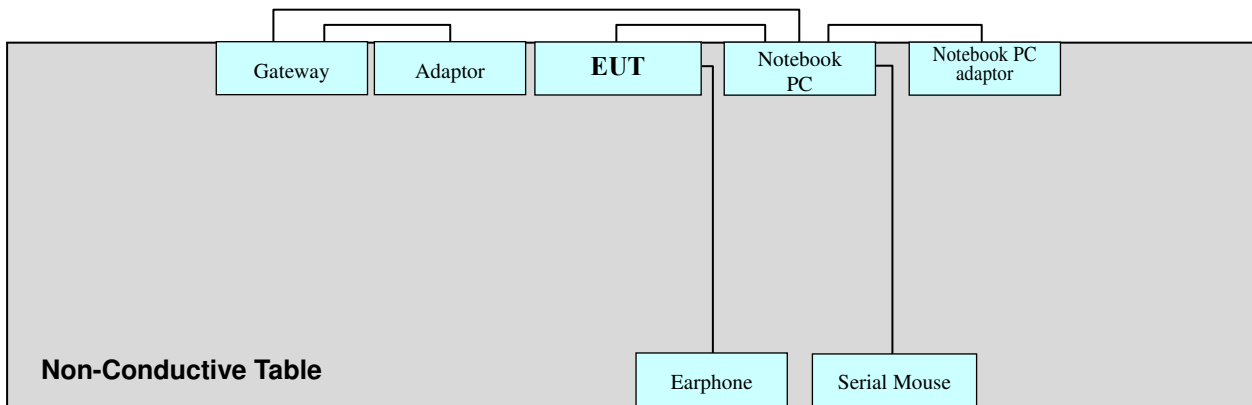 Gateway
Adaptor
EUT
Notebook
PC
Notebook PC
adaptor
Non-Conductive Table
Earphone
Serial Mouse